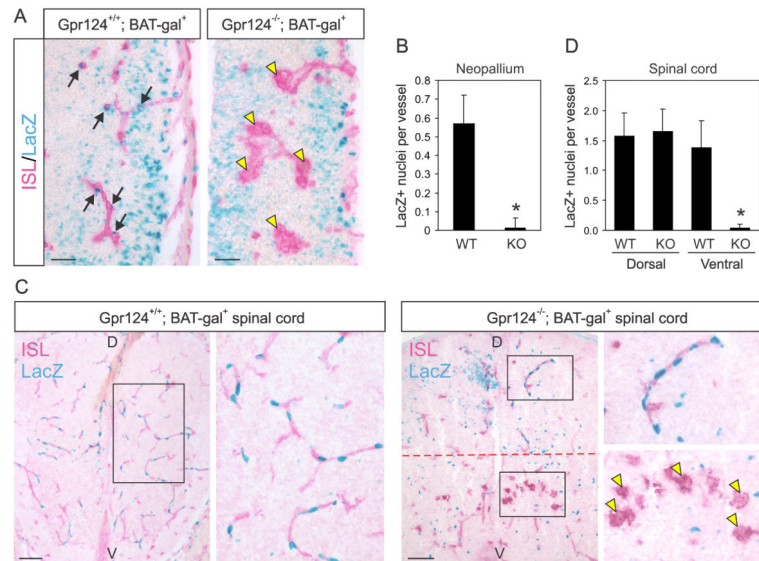 A
Gpr124+/+; BAT-gal+
Gpr124-/-; BAT-gal+
ISL/LacZ
B
Neopallium
LacZ+ nuclei per vessel
0.8
0.7
0.6
0.5
0.4
0.3
0.2
0.1
0
*
WT
KO
D
Spinal cord
LacZ+ nuclei per vessel
2.5
2.0
1.5
1.0
0.5
0.0
*
WT
KO
WT
KO
Dorsal
Ventral
C
Gpr124+/+; BAT-gal+ spinal cord
Gpr124-/-; BAT-gal+ spinal cord
ISL
LacZ
D
V
ISL
LacZ
D
V